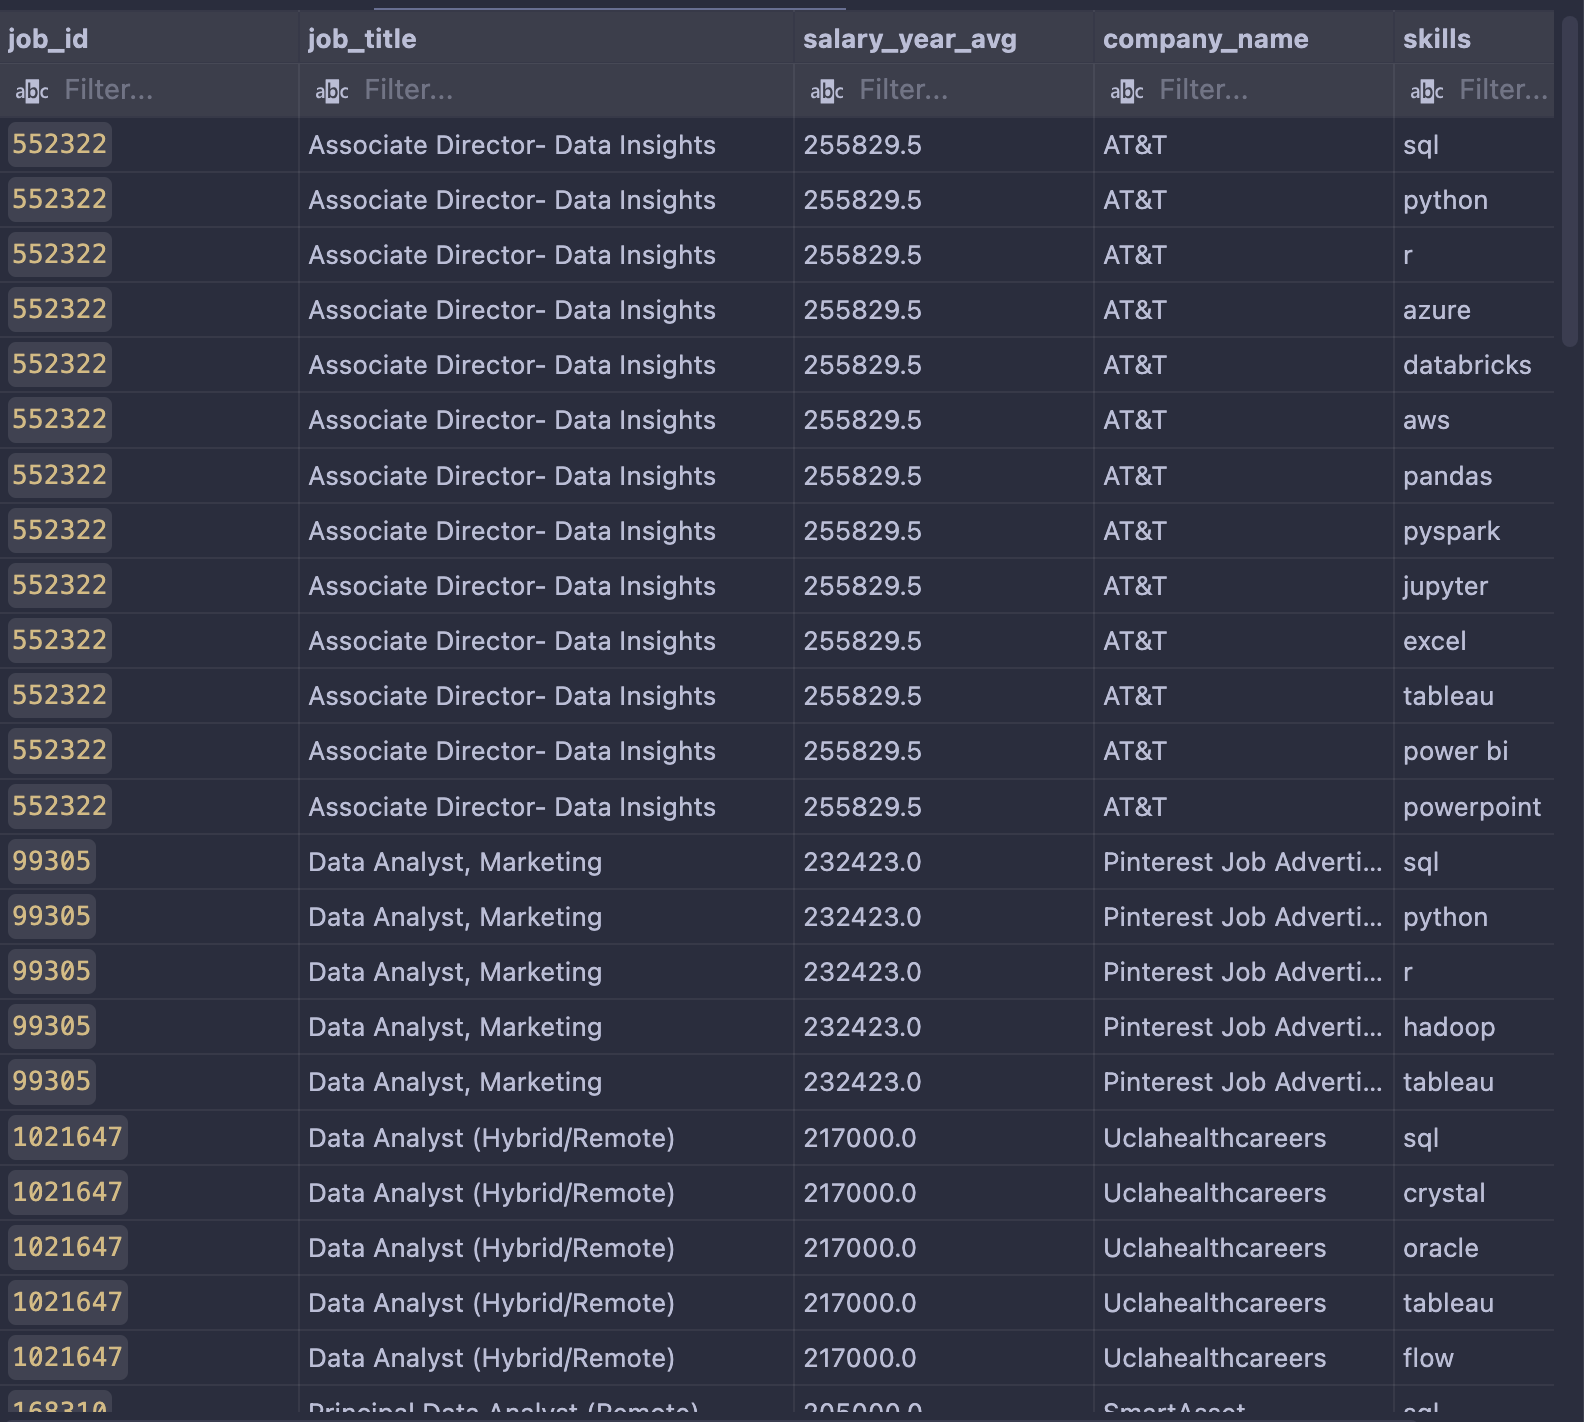 job_id job_title salary_year_avg company_name skills
abc Filter... abc Filter... abc Filter... abc Filter... abc Filter...
552322 Associate Director- Data Insights 255829.5 AT&T sql
552322 Associate Director- Data Insights 255829.5 AT&T python
552322 Associate Director- Data Insights 255829.5 AT&T r
552322 Associate Director- Data Insights 255829.5 AT&T azure
552322 Associate Director- Data Insights 255829.5 AT&T databricks
552322 Associate Director- Data Insights 255829.5 AT&T aws
552322 Associate Director- Data Insights 255829.5 AT&T pandas
552322 Associate Director- Data Insights 255829.5 AT&T pyspark
552322 Associate Director- Data Insights 255829.5 AT&T jupyter
552322 Associate Director- Data Insights 255829.5 AT&T excel
552322 Associate Director- Data Insights 255829.5 AT&T tableau
552322 Associate Director- Data Insights 255829.5 AT&T power bi
552322 Associate Director- Data Insights 255829.5 AT&T powerpoint
99305 Data Analyst, Marketing 232423.0 Pinterest Job Adverti... sql
99305 Data Analyst, Marketing 232423.0 Pinterest Job Adverti... python
99305 Data Analyst, Marketing 232423.0 Pinterest Job Adverti... r
99305 Data Analyst, Marketing 232423.0 Pinterest Job Adverti... hadoop
99305 Data Analyst, Marketing 232423.0 Pinterest Job Adverti... tableau
1021647 Data Analyst (Hybrid/Remote) 217000.0 Uclahealthcareers sql
1021647 Data Analyst (Hybrid/Remote) 217000.0 Uclahealthcareers crystal
1021647 Data Analyst (Hybrid/Remote) 217000.0 Uclahealthcareers oracle
1021647 Data Analyst (Hybrid/Remote) 217000.0 Uclahealthcareers tableau
1021647 Data Analyst (Hybrid/Remote) 217000.0 Uclahealthcareers flow
168310 Principal Data Analyst (Remote) 205000.0 SmartAsset sql